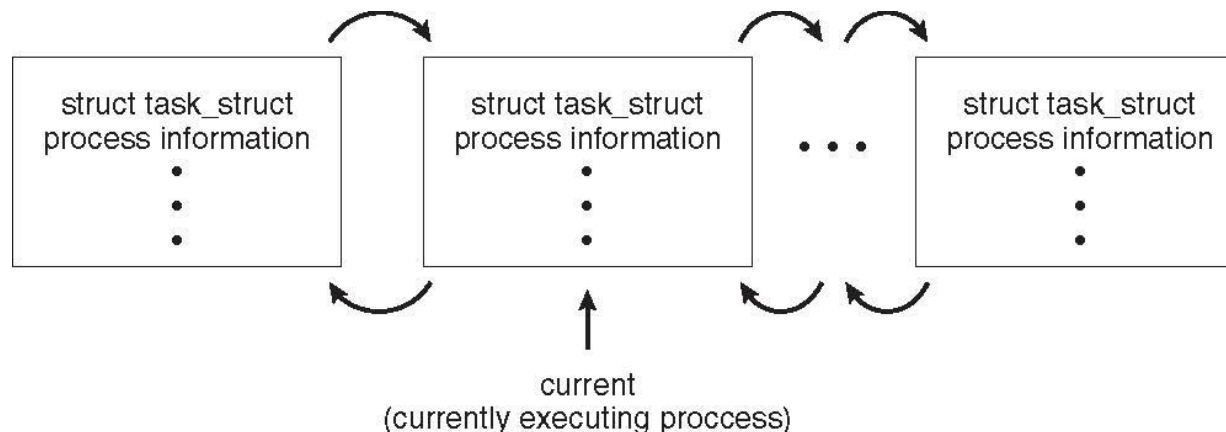 struct task_struct
process information
struct task_struct
process information
struct task_struct
process information
current
(currently executing proccess)